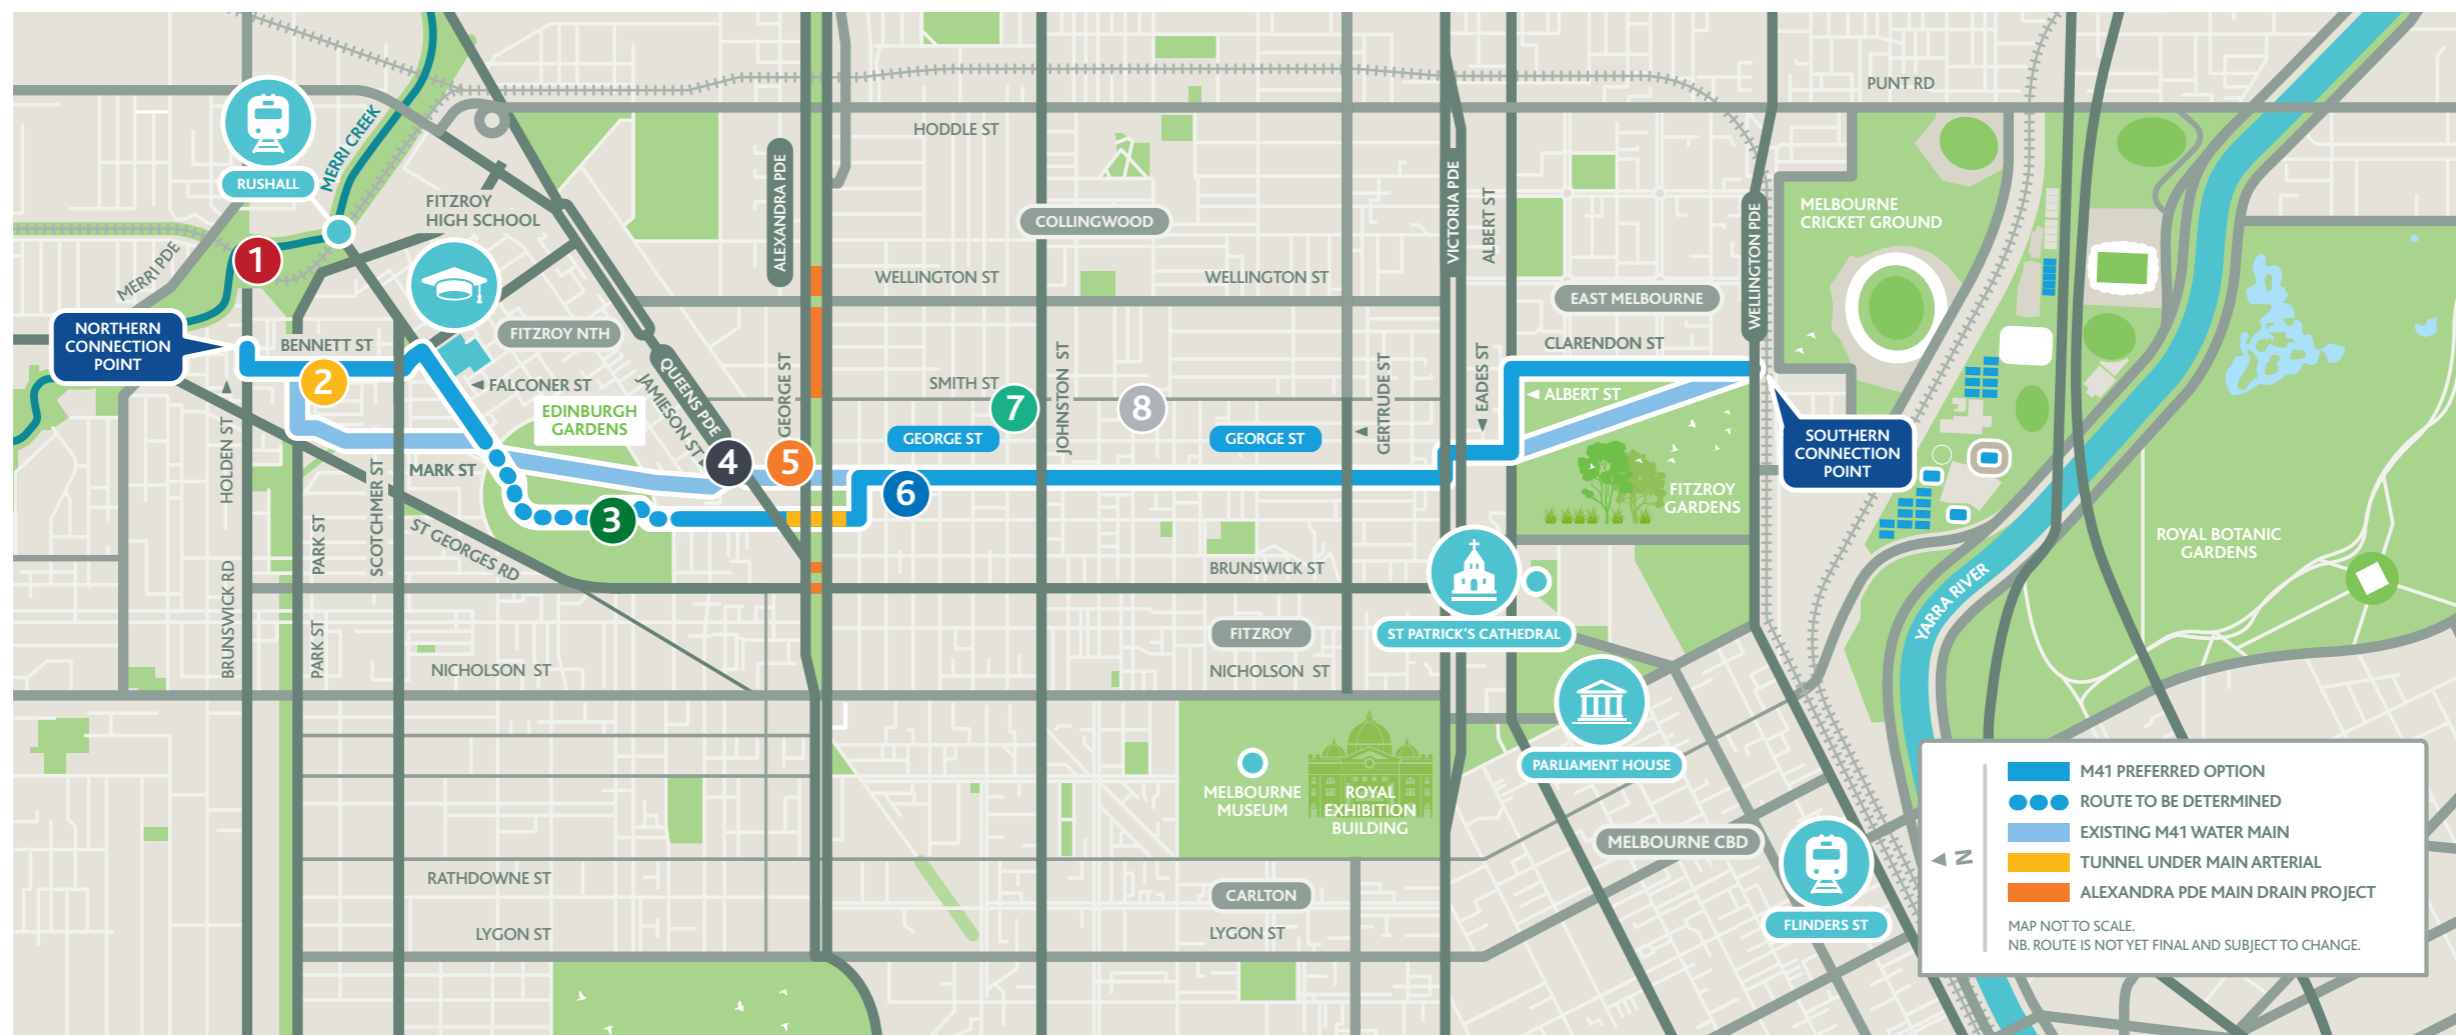 PUNT RD
HODDLE ST
RUSHALL
MERRI CREEK
FITZROY
HIGH SCHOOL
ALEXANDRA PDE
COLLINGWOOD
VICTORIA PDE
ALBERT ST
WELLINGTON PDE
MELBOURNE
CRICKET GROUND
1
MERRI PDE
WELLINGTON ST
WELLINGTON ST
EAST MELBOURNE
NORTHERN
CONNECTION
POINT
BENNETT ST
FITZROY NTH
CLARENDON ST
2
FALCONER ST
QUEENS PDE
JAMIESON ST
GEORGE ST
SMITH ST
7
JOHNSTON ST
8
GERTRUDE ST
EADES ST
ALBERT ST
EDINBURGH
GARDENS
HOLDEN ST
GEORGE ST
GEORGE ST
SOUTHERN
CONNECTION
POINT
MARK ST
4
5
6
3
FITZROY
GARDENS
PARK ST
SCOTCHMER ST
ST GEORGES RD
BRUNSWICK ST
ROYAL BOTANIC
GARDENS
YARRA RIVER
BRUNSWICK RD
PARK ST
FITZROY
ST PATRICK'S CATHEDRAL
NICHOLSON ST
NICHOLSON ST
PARLIAMENT HOUSE
MELBOURNE
MUSEUM
ROYAL
EXHIBITION
BUILDING
MELBOURNE CBD
RATHDOWNE ST
CARLTON
FLINDERS ST
LYGON ST
LYGON ST
N
M41 PREFERRED OPTION
ROUTE TO BE DETERMINED
EXISTING M41 WATER MAIN
TUNNEL UNDER MAIN ARTERIAL
ALEXANDRA PDE MAIN DRAIN PROJECT
MAP NOT TO SCALE.
NB. ROUTE IS NOT YET FINAL AND SUBJECT TO CHANGE.